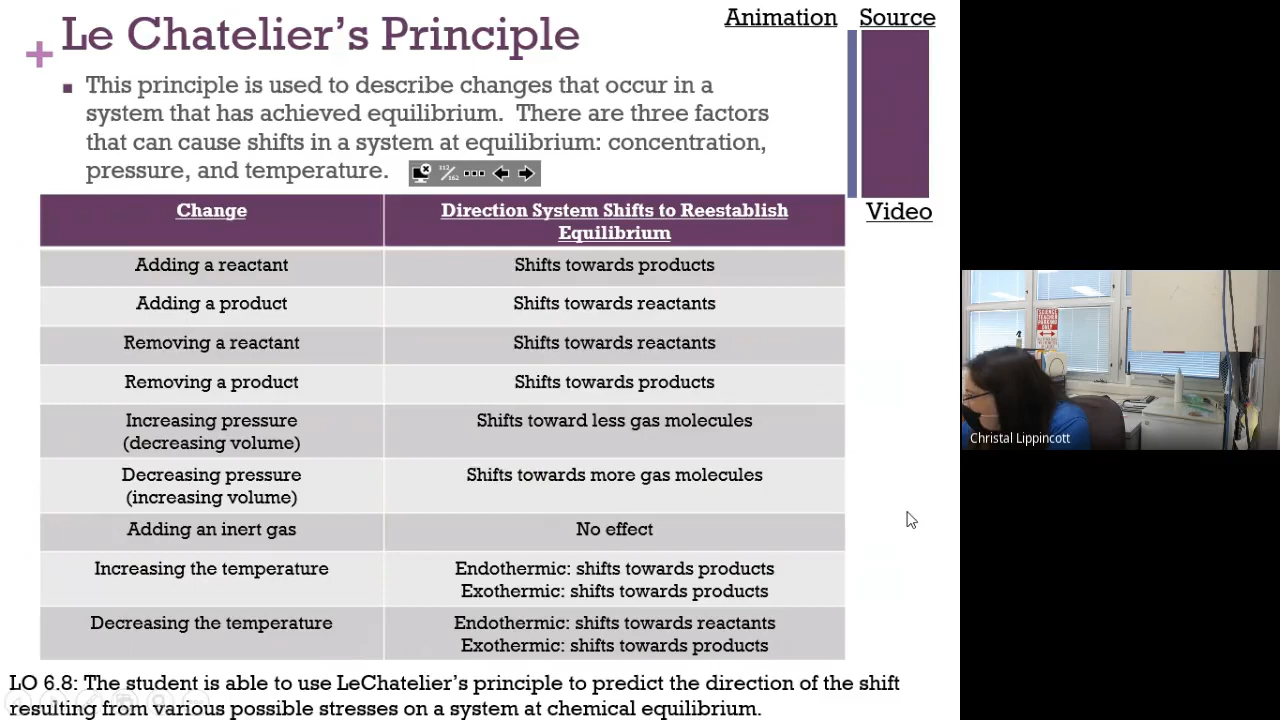 Le Chatelier's Principle
Animation
Source
+
▪ This principle is used to describe changes that occur in a
system that has achieved equilibrium. There are three factors
that can cause shifts in a system at equilibrium: concentration,
pressure, and temperature.
112/162
Video
Change
Direction System Shifts to Reestablish
Equilibrium
Adding a reactant
Shifts towards products
Adding a product
Shifts towards reactants
Removing a reactant
Shifts towards reactants
Removing a product
Shifts towards products
Increasing pressure
(decreasing volume)
Shifts toward less gas molecules
Decreasing pressure
(increasing volume)
Shifts towards more gas molecules
Adding an inert gas
No effect
Increasing the temperature
Endothermic: shifts towards products
Exothermic: shifts towards products
Decreasing the temperature
Endothermic: shifts towards reactants
Exothermic: shifts towards products
LO 6.8: The student is able to use LeChatelier's principle to predict the direction of the shift
resulting from various possible stresses on a system at chemical equilibrium.
SCIENCE
TEACHER
PARKING
ONLY
Christal Lippincott